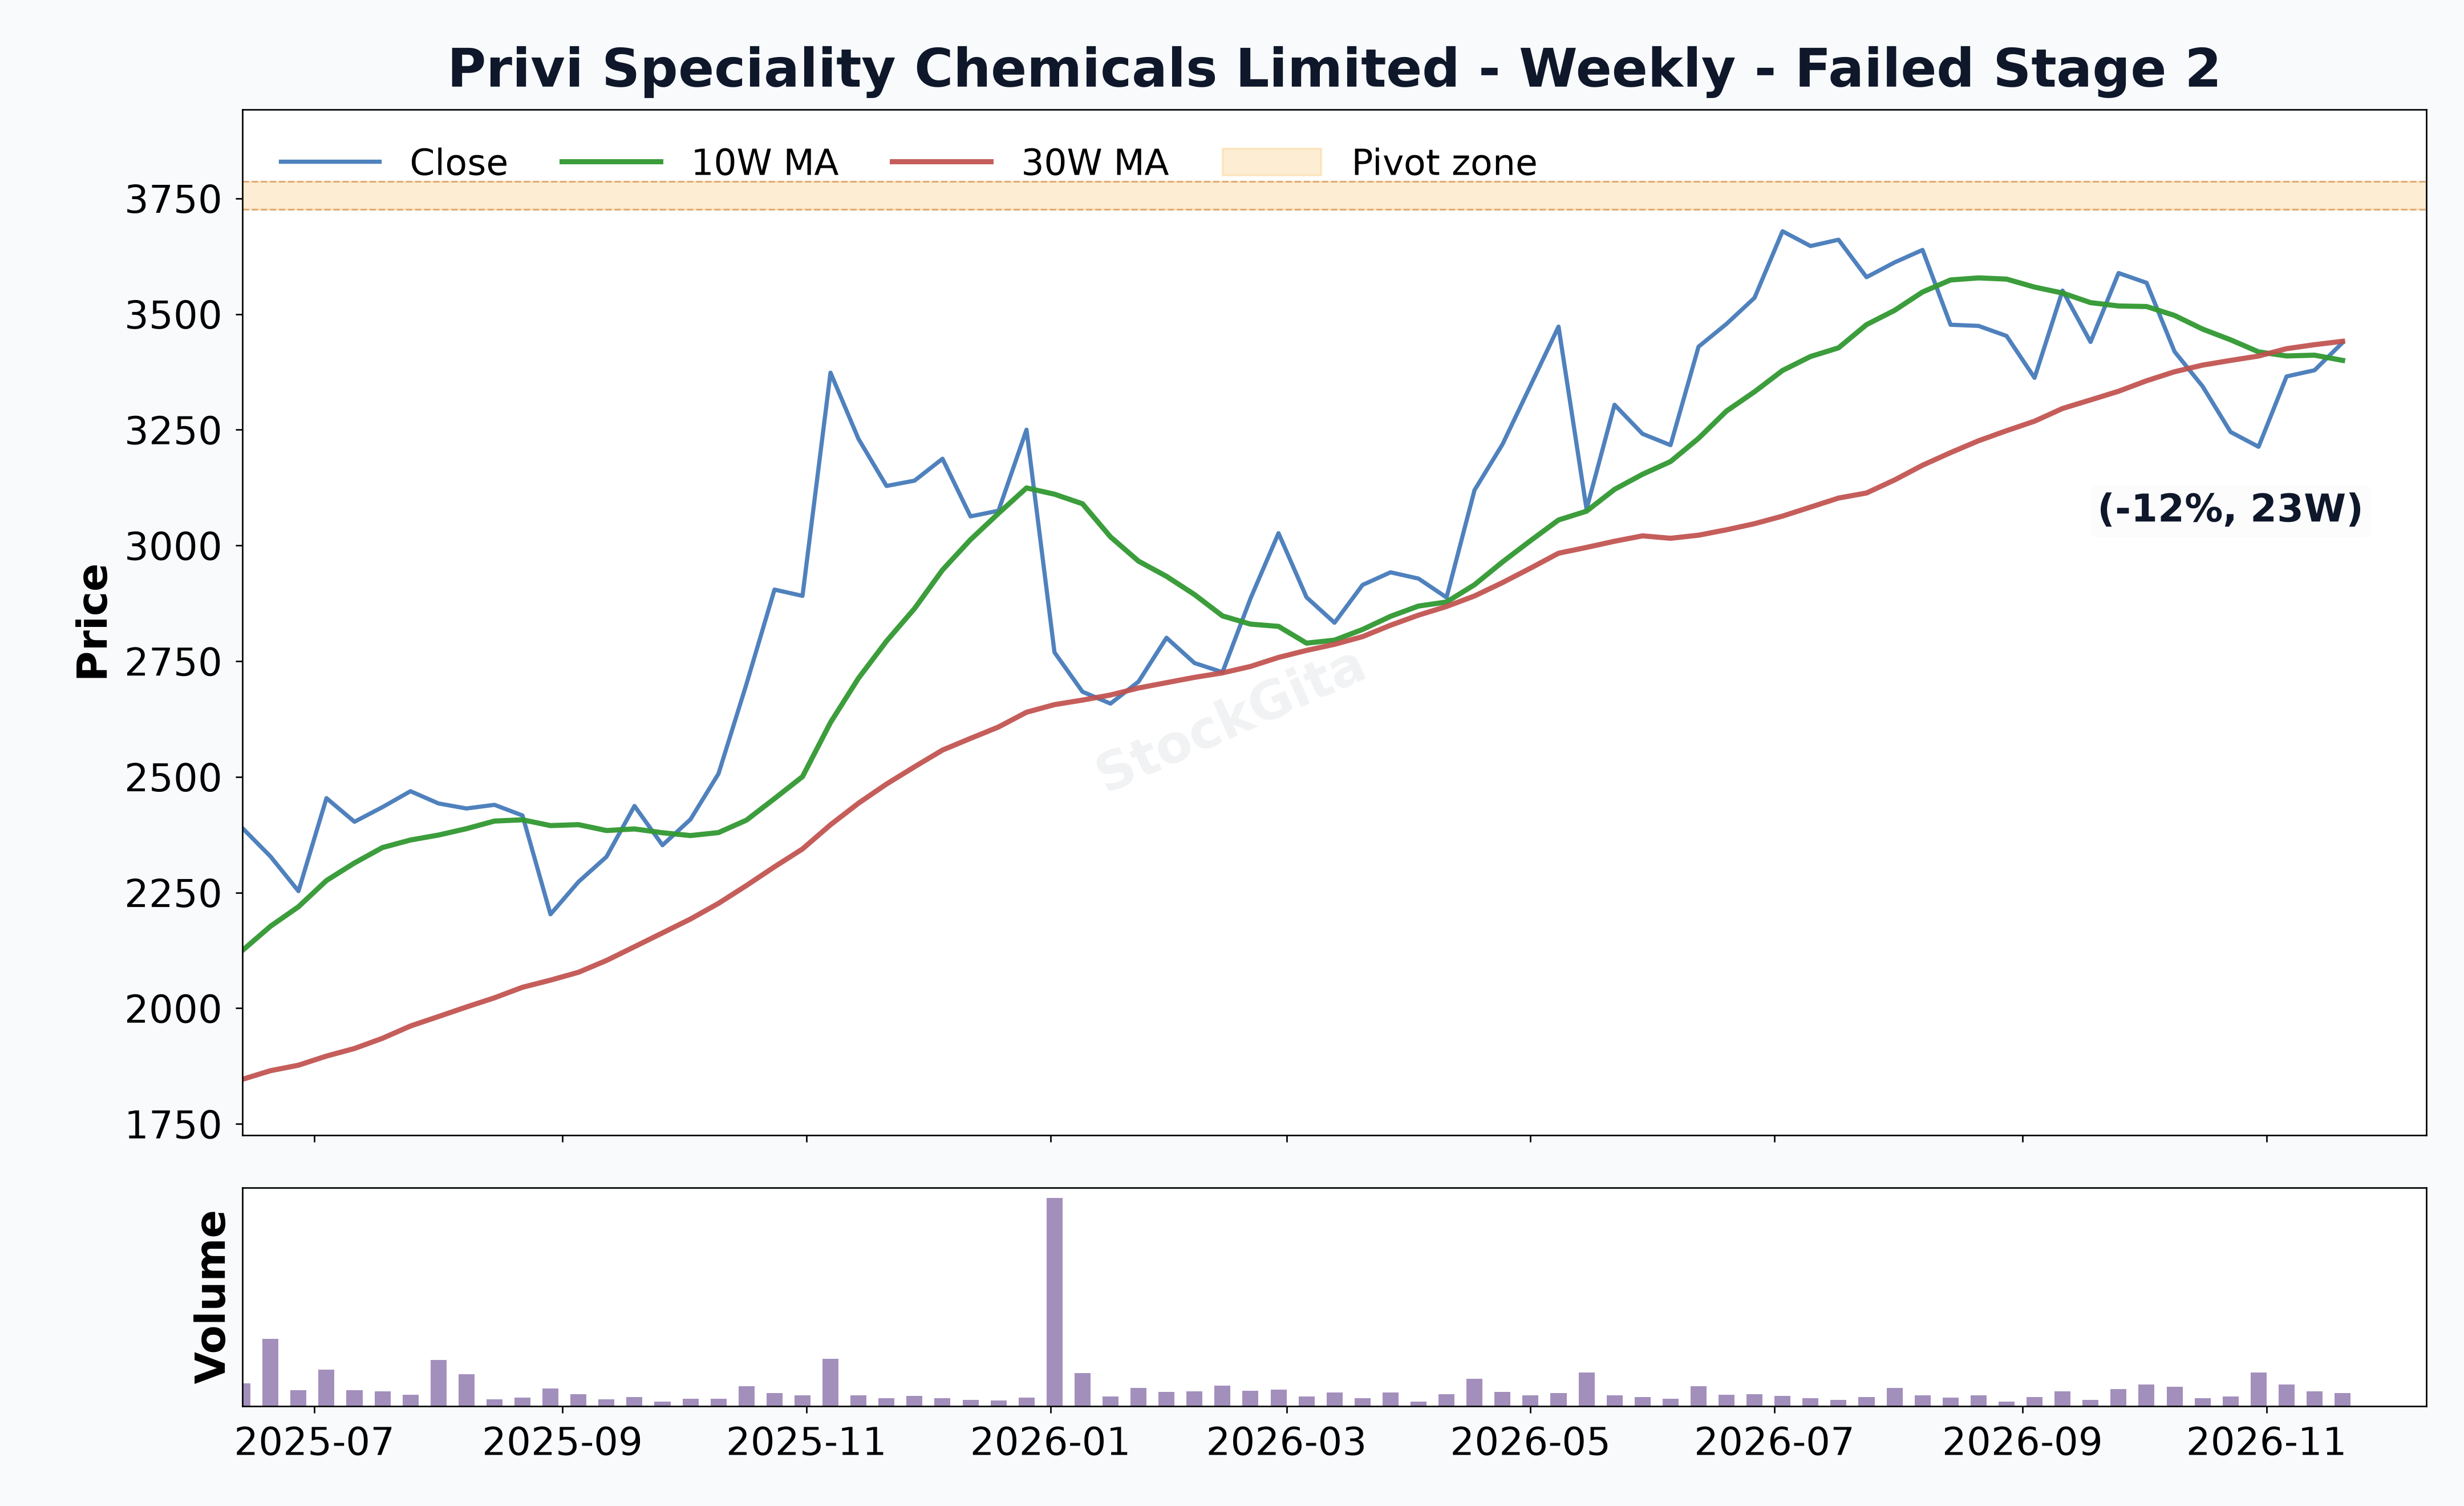 Privi Speciality Chemicals Limited - Weekly - Failed Stage 2
Close 10W MA 30W MA Pivot zone
3750
3500
3250
3000
2750
2500
2250
2000
1750
Price
(-12%, 23W)
StockGita
Volume
2025-07 2025-09 2025-11 2026-01 2026-03 2026-05 2026-07 2026-09 2026-11